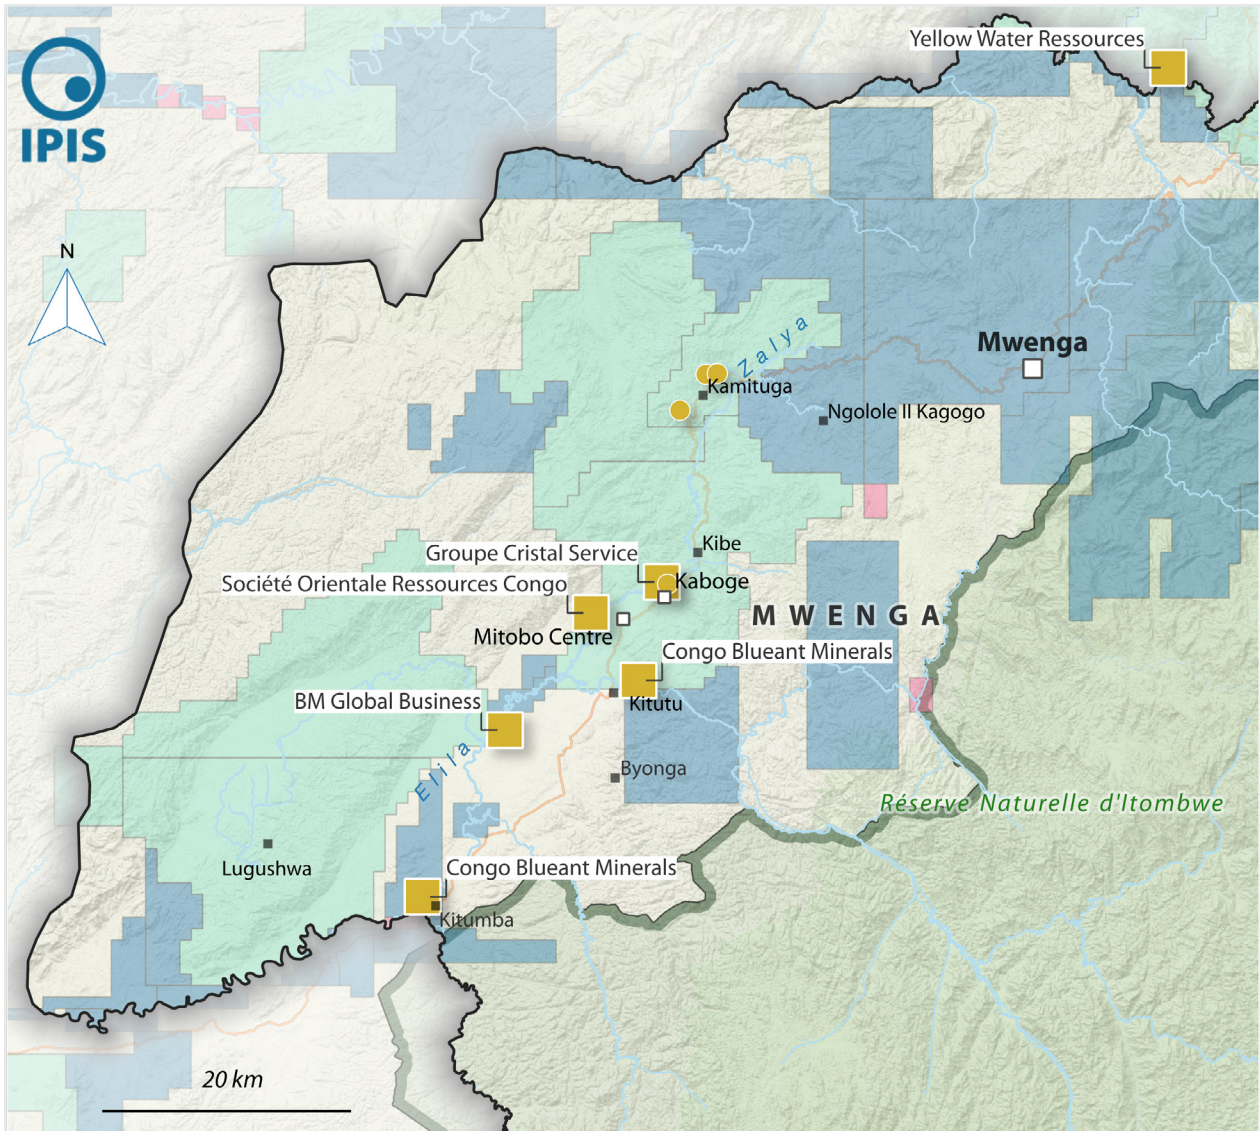 Yellow Water Ressources
IPIS
N
Zalya
Mwenga
Kamituga
Ngolole II Kagogo
Kibe
Groupe Cristal Service
Kaboge
Société Orientale Ressources Congo
MWENGA
Mitobo Centre
Congo Blueant Minerals
BM Global Business
Kitutu
Elila
Byonga
Réserve Naturelle d'Itombwe
Lugushwa
Congo Blueant Minerals
Kitumba
20 km